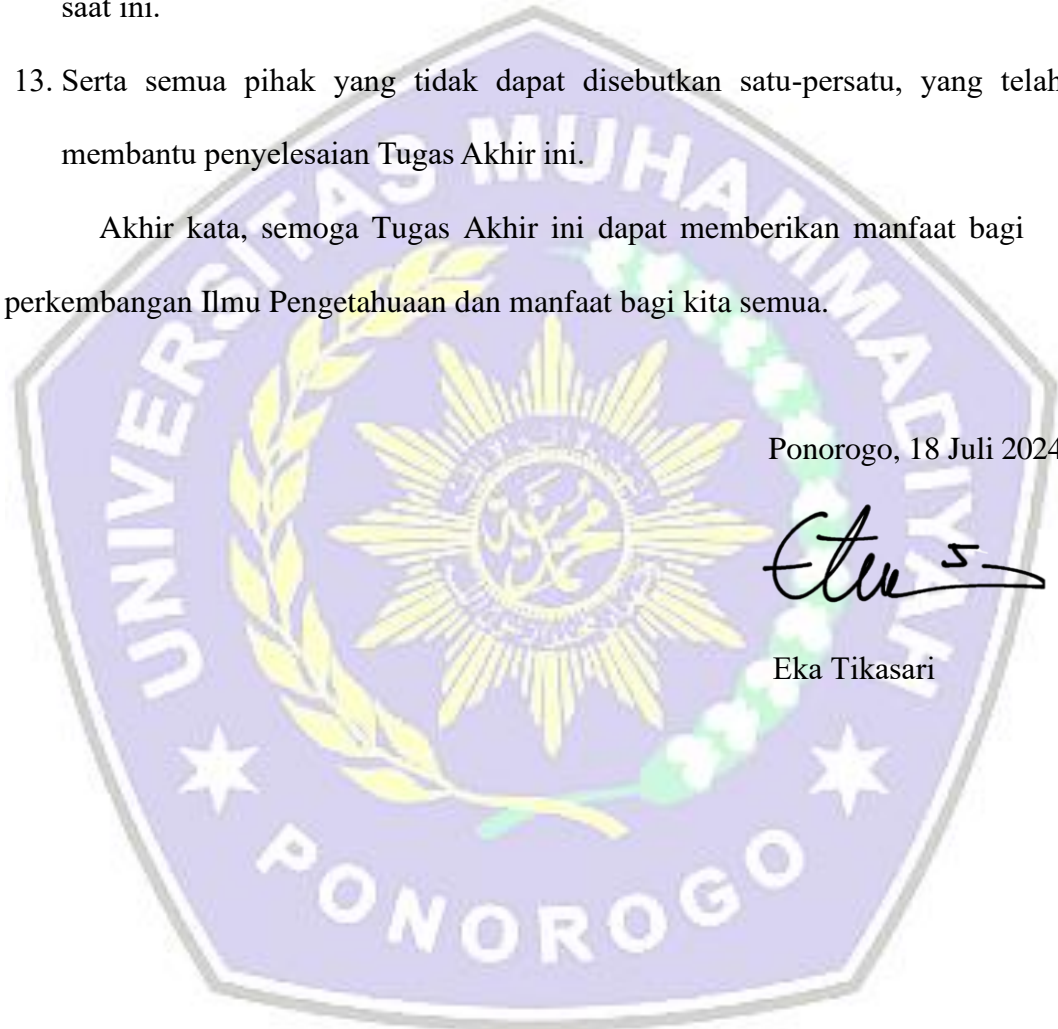 saat ini.
13. Serta semua pihak yang tidak dapat disebutkan satu-persatu, yang telah
membantu penyelesaian Tugas Akhir ini.
Akhir kata, semoga Tugas Akhir ini dapat memberikan manfaat bagi
perkembangan Ilmu Pengetahuaan dan manfaat bagi kita semua.
Ponorogo, 18 Juli 2024
Eka Tikasari
UNIVERSITAS MUHAMMADIYAH
PONOROGO